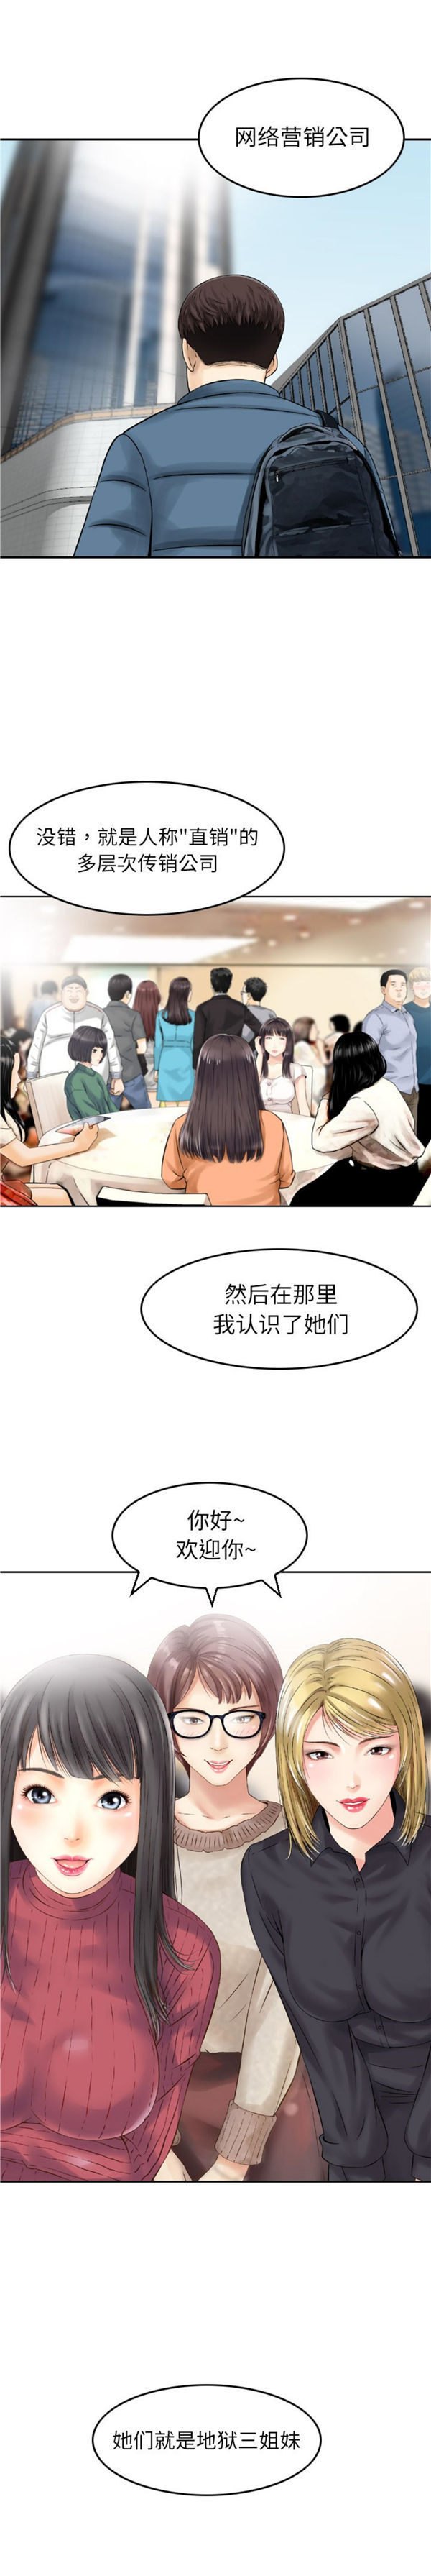 网络营销公司
没错，就是人称"直销"的
多层次传销公司
然后在那里
我认识了她们
你好~
欢迎你~
她们就是地狱三姐妹